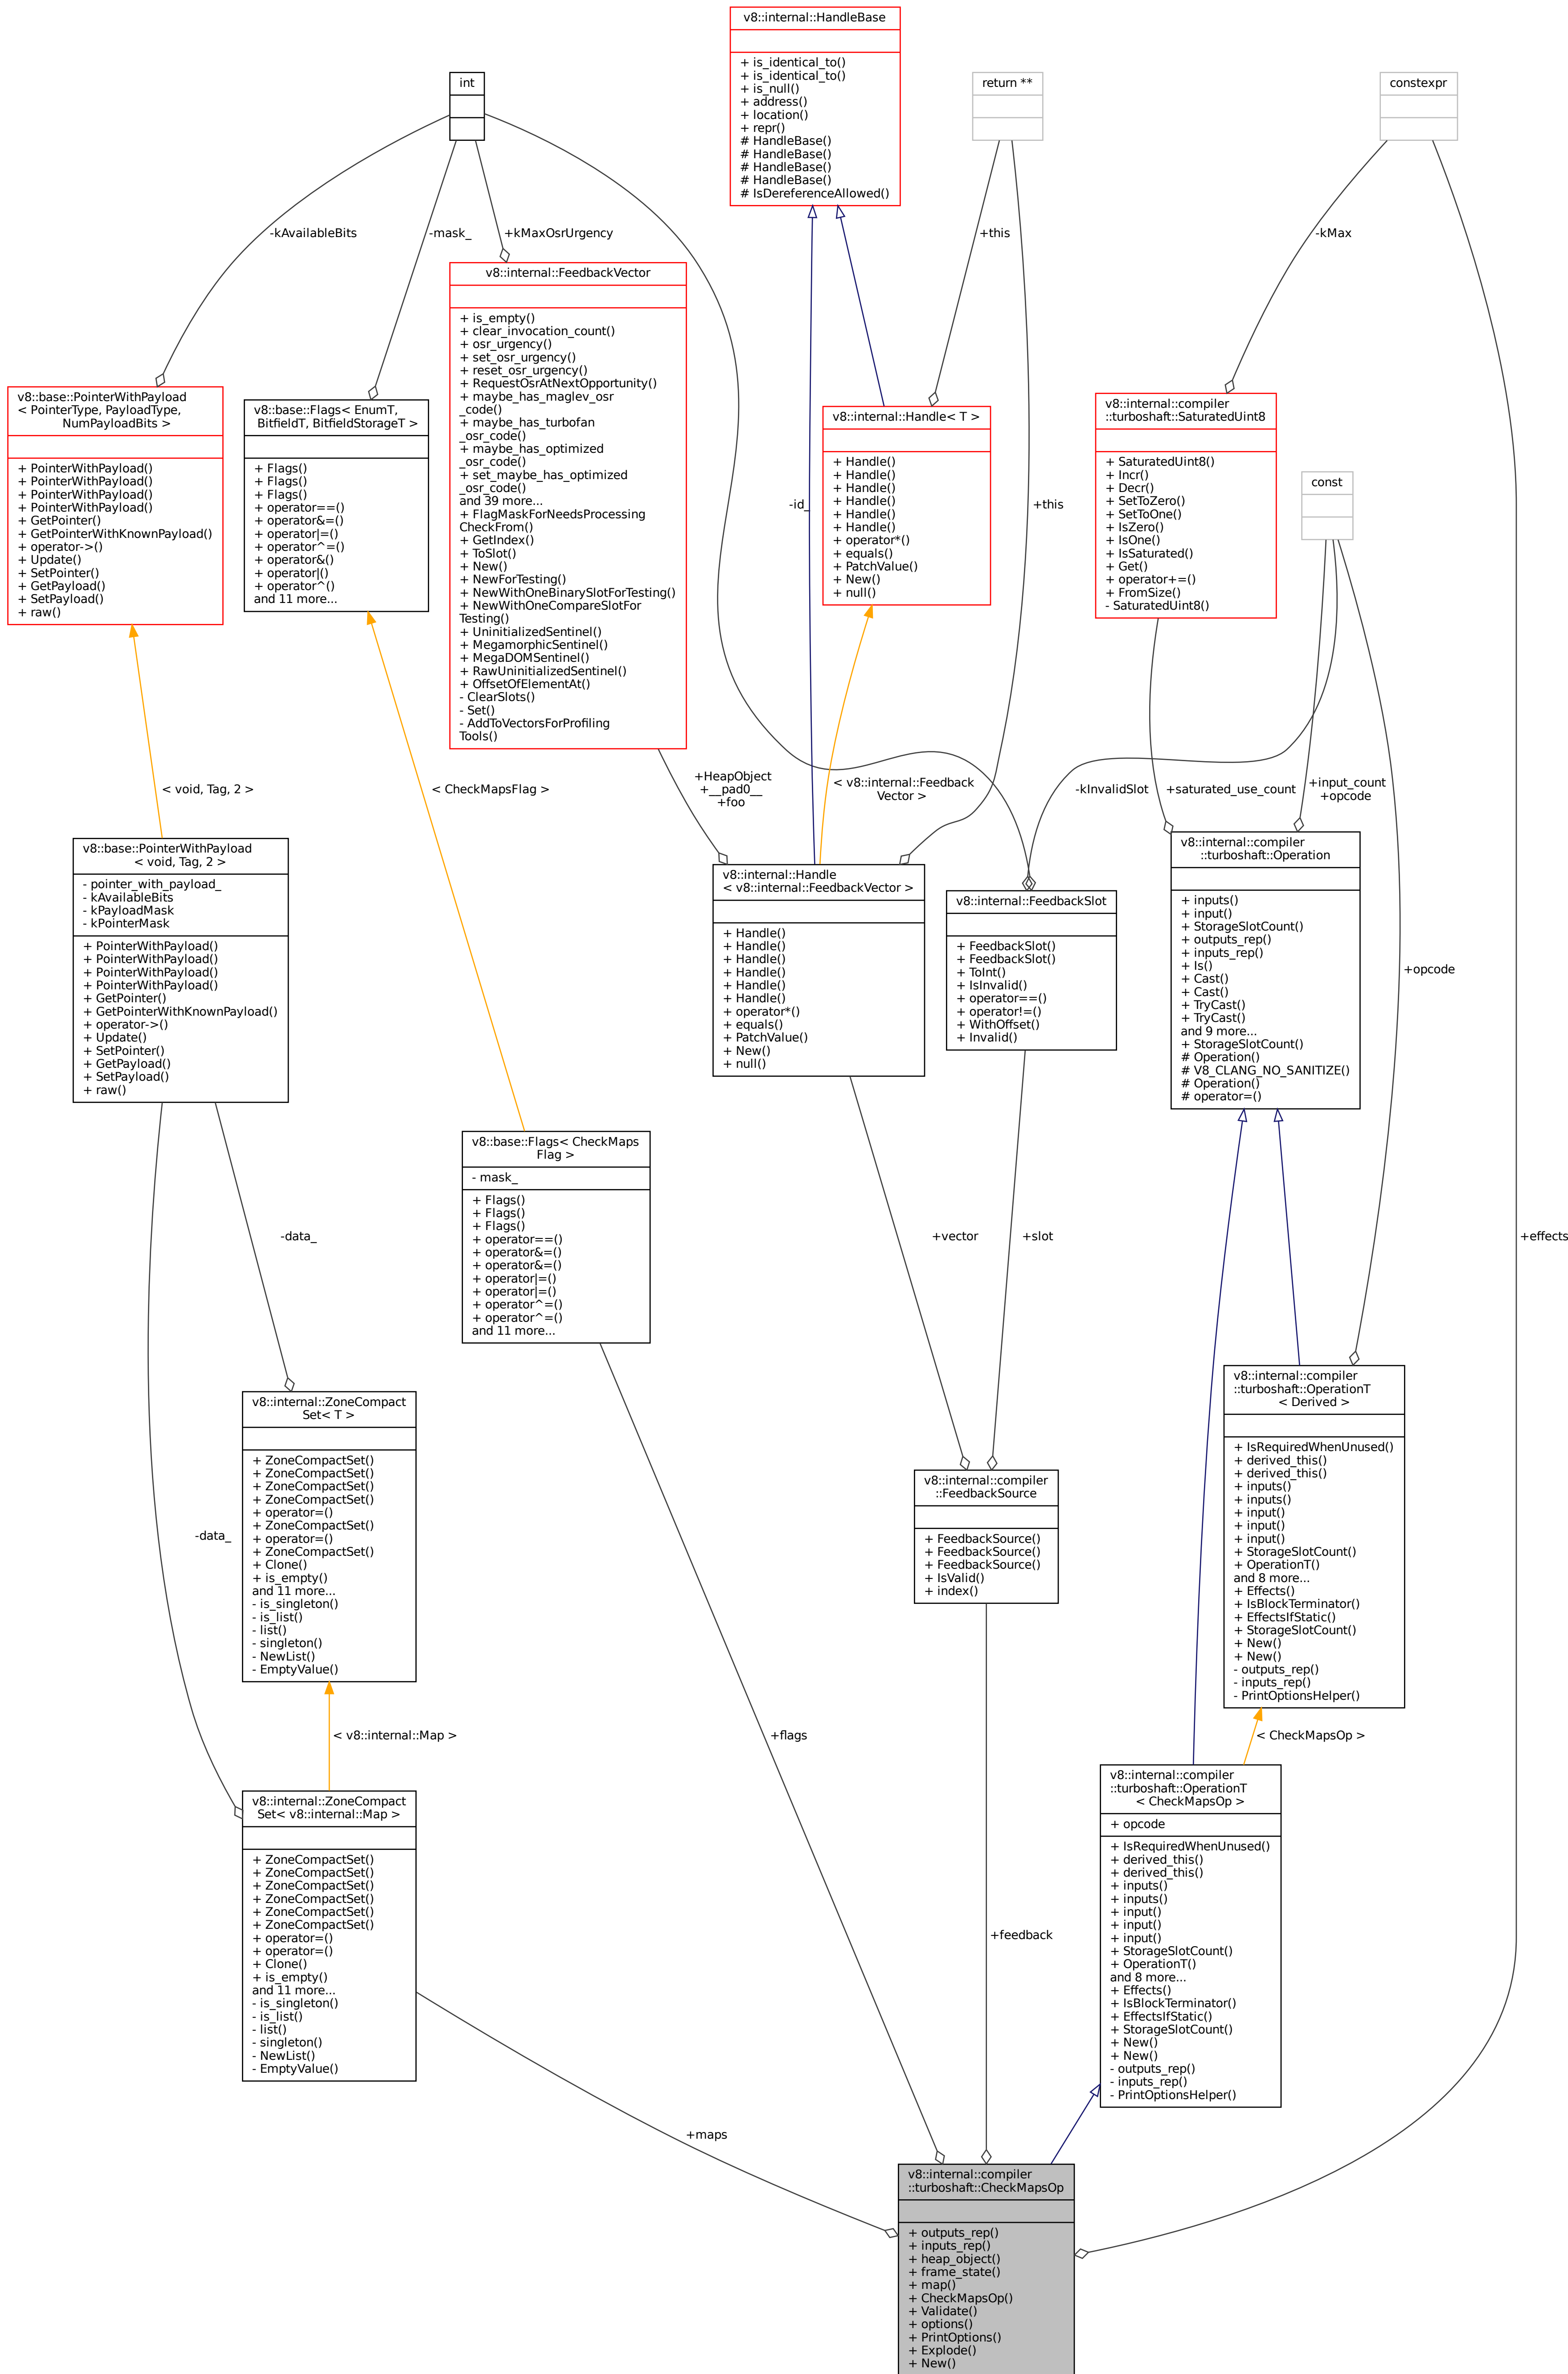 v8::internal::HandleBase
+ is_identical_to()
+ is_identical_to()
+ is_null()
+ address()
+ location()
+ repr()
# HandleBase()
# HandleBase()
# HandleBase()
# HandleBase()
# IsDereferenceAllowed()
int
return **
constexpr
-kAvailableBits
-mask_
+kMaxOsrUrgency
+this
-kMax
v8::internal::FeedbackVector
+ is_empty()
+ clear_invocation_count()
+ osr_urgency()
+ set_osr_urgency()
+ reset_osr_urgency()
+ RequestOsrAtNextOpportunity()
+ maybe_has_maglev_osr
_code()
+ maybe_has_turbofan
_osr_code()
+ maybe_has_optimized
_osr_code()
+ set_maybe_has_optimized
_osr_code()
and 39 more...
+ FlagMaskForNeedsProcessing
CheckFrom()
+ GetIndex()
+ ToSlot()
+ New()
+ NewForTesting()
+ NewWithOneBinarySlotForTesting()
+ NewWithOneCompareSlotFor
Testing()
+ UninitializedSentinel()
+ MegamorphicSentinel()
+ MegaDOMSentinel()
+ RawUninitializedSentinel()
+ OffsetOfElementAt()
- ClearSlots()
- Set()
- AddToVectorsForProfiling
Tools()
v8::base::PointerWithPayload
< PointerType, PayloadType,
NumPayloadBits >
+ PointerWithPayload()
+ PointerWithPayload()
+ PointerWithPayload()
+ PointerWithPayload()
+ GetPointer()
+ GetPointerWithKnownPayload()
+ operator->()
+ Update()
+ SetPointer()
+ GetPayload()
+ SetPayload()
+ raw()
v8::base::Flags< EnumT,
BitfieldT, BitfieldStorageT >
+ Flags()
+ Flags()
+ Flags()
+ operator==()
+ operator&=()
+ operator|=()
+ operator^=()
+ operator&()
+ operator|()
+ operator^()
and 11 more...
v8::internal::Handle< T >
+ Handle()
+ Handle()
+ Handle()
+ Handle()
+ Handle()
+ Handle()
+ operator*()
+ equals()
+ PatchValue()
+ New()
+ null()
v8::internal::compiler
::turboshaft::SaturatedUint8
+ SaturatedUint8()
+ Incr()
+ Decr()
+ SetToZero()
+ SetToOne()
+ IsZero()
+ IsOne()
+ IsSaturated()
+ Get()
+ operator+=()
+ FromSize()
- SaturatedUint8()
const
-id_
+this
< void, Tag, 2 >
< CheckMapsFlag >
+HeapObject
+__pad0__
+foo
< v8::internal::Feedback
Vector >
-kInvalidSlot
+saturated_use_count
+input_count
+opcode
v8::base::PointerWithPayload
< void, Tag, 2 >
- pointer_with_payload_
- kAvailableBits
- kPayloadMask
- kPointerMask
+ PointerWithPayload()
+ PointerWithPayload()
+ PointerWithPayload()
+ PointerWithPayload()
+ GetPointer()
+ GetPointerWithKnownPayload()
+ operator->()
+ Update()
+ SetPointer()
+ GetPayload()
+ SetPayload()
+ raw()
v8::internal::Handle
< v8::internal::FeedbackVector >
+ Handle()
+ Handle()
+ Handle()
+ Handle()
+ Handle()
+ Handle()
+ operator*()
+ equals()
+ PatchValue()
+ New()
+ null()
v8::internal::FeedbackSlot
+ FeedbackSlot()
+ FeedbackSlot()
+ ToInt()
+ IsInvalid()
+ operator==()
+ operator!=()
+ WithOffset()
+ Invalid()
v8::internal::compiler
::turboshaft::Operation
+ inputs()
+ input()
+ StorageSlotCount()
+ outputs_rep()
+ inputs_rep()
+ Is()
+ Cast()
+ Cast()
+ TryCast()
+ TryCast()
and 9 more...
+ StorageSlotCount()
# Operation()
# V8_CLANG_NO_SANITIZE()
# Operation()
# operator=()
+opcode
v8::base::Flags< CheckMaps
Flag >
- mask_
+ Flags()
+ Flags()
+ Flags()
+ operator==()
+ operator&=()
+ operator&=()
+ operator|=()
+ operator|=()
+ operator^=()
+ operator^=()
and 11 more...
-data_
+vector
+slot
+effects
v8::internal::compiler
::turboshaft::OperationT
< Derived >
+ IsRequiredWhenUnused()
+ derived_this()
+ derived_this()
+ inputs()
+ inputs()
+ input()
+ input()
+ input()
+ StorageSlotCount()
+ OperationT()
and 8 more...
+ Effects()
+ IsBlockTerminator()
+ EffectsIfStatic()
+ StorageSlotCount()
+ New()
+ New()
- outputs_rep()
- inputs_rep()
- PrintOptionsHelper()
v8::internal::ZoneCompact
Set< T >
+ ZoneCompactSet()
+ ZoneCompactSet()
+ ZoneCompactSet()
+ ZoneCompactSet()
+ operator=()
+ ZoneCompactSet()
+ operator=()
+ ZoneCompactSet()
+ Clone()
+ is_empty()
and 11 more...
- is_singleton()
- is_list()
- list()
- singleton()
- NewList()
- EmptyValue()
v8::internal::compiler
::FeedbackSource
+ FeedbackSource()
+ FeedbackSource()
+ FeedbackSource()
+ IsValid()
+ index()
-data_
< v8::internal::Map >
+flags
< CheckMapsOp >
v8::internal::compiler
::turboshaft::OperationT
< CheckMapsOp >
+ opcode
+ IsRequiredWhenUnused()
+ derived_this()
+ derived_this()
+ inputs()
+ inputs()
+ input()
+ input()
+ input()
+ StorageSlotCount()
+ OperationT()
and 8 more...
+ Effects()
+ IsBlockTerminator()
+ EffectsIfStatic()
+ StorageSlotCount()
+ New()
+ New()
- outputs_rep()
- inputs_rep()
- PrintOptionsHelper()
v8::internal::ZoneCompact
Set< v8::internal::Map >
+ ZoneCompactSet()
+ ZoneCompactSet()
+ ZoneCompactSet()
+ ZoneCompactSet()
+ ZoneCompactSet()
+ ZoneCompactSet()
+ operator=()
+ operator=()
+ Clone()
+ is_empty()
and 11 more...
- is_singleton()
- is_list()
- list()
- singleton()
- NewList()
- EmptyValue()
+feedback
+maps
v8::internal::compiler
::turboshaft::CheckMapsOp
+ outputs_rep()
+ inputs_rep()
+ heap_object()
+ frame_state()
+ map()
+ CheckMapsOp()
+ Validate()
+ options()
+ PrintOptions()
+ Explode()
+ New()